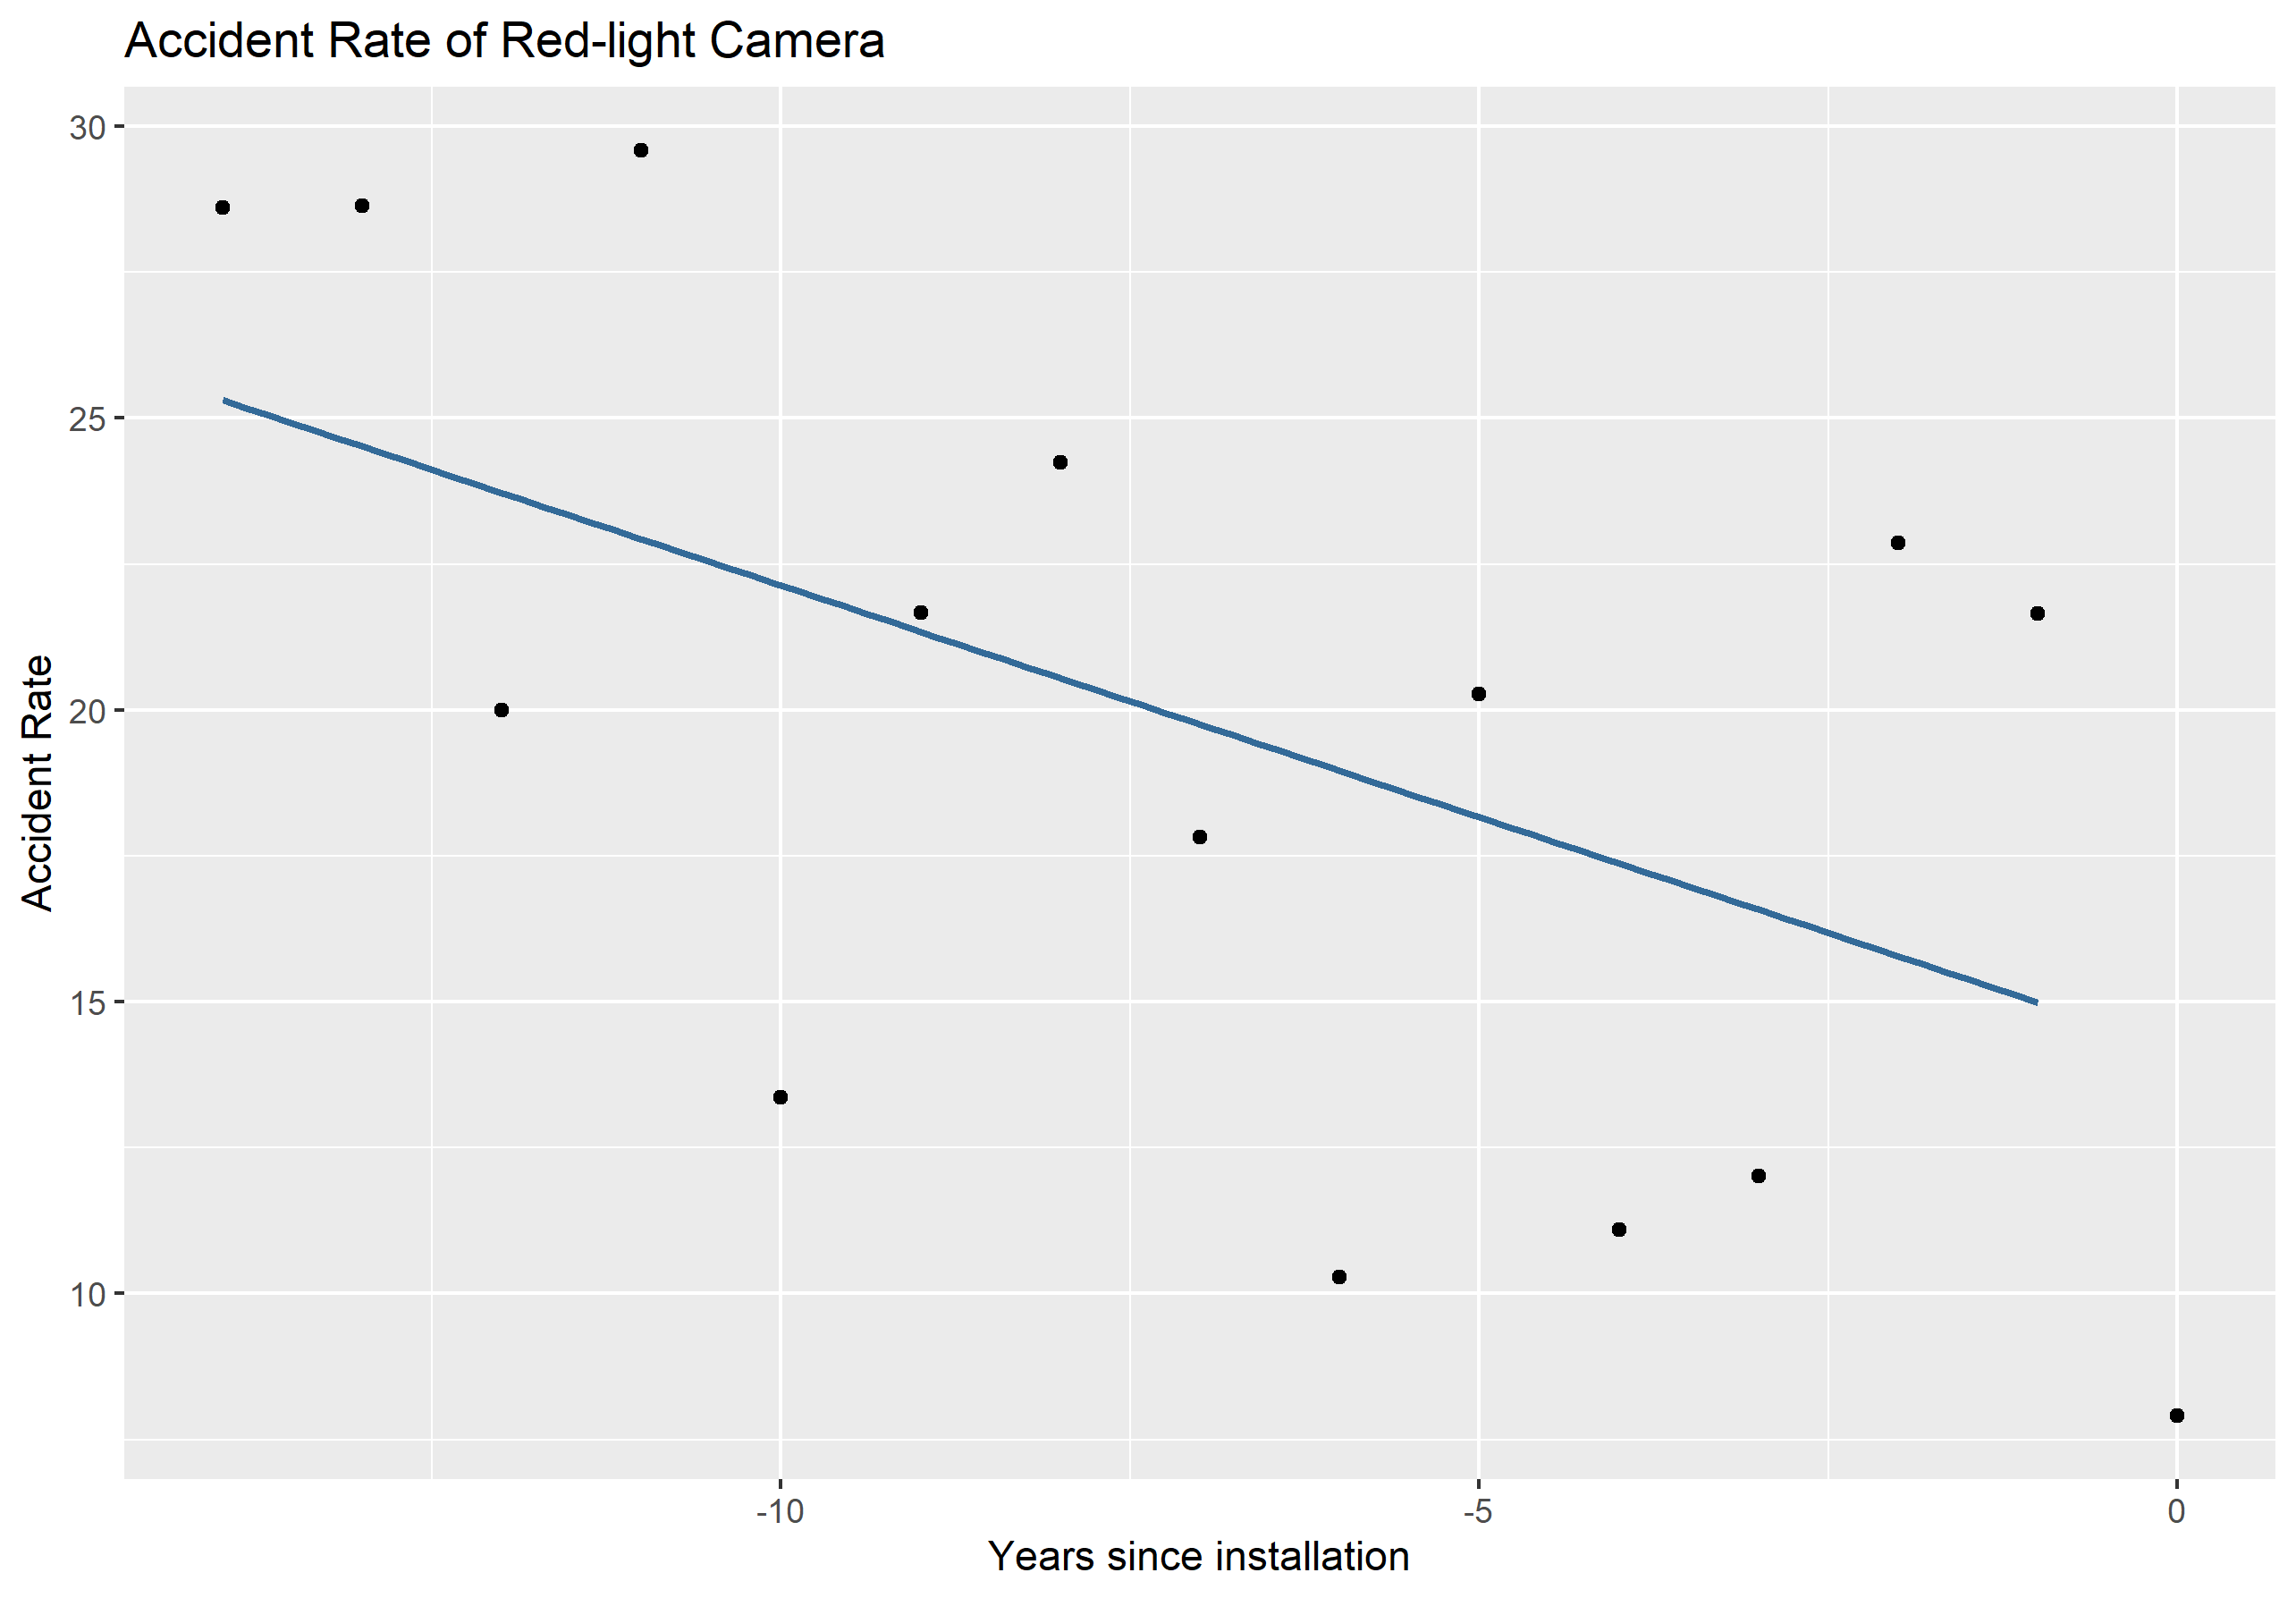 Accident Rate of Red-light Camera
30
25
20
15
10
Accident Rate
-10
-5
0
Years since installation